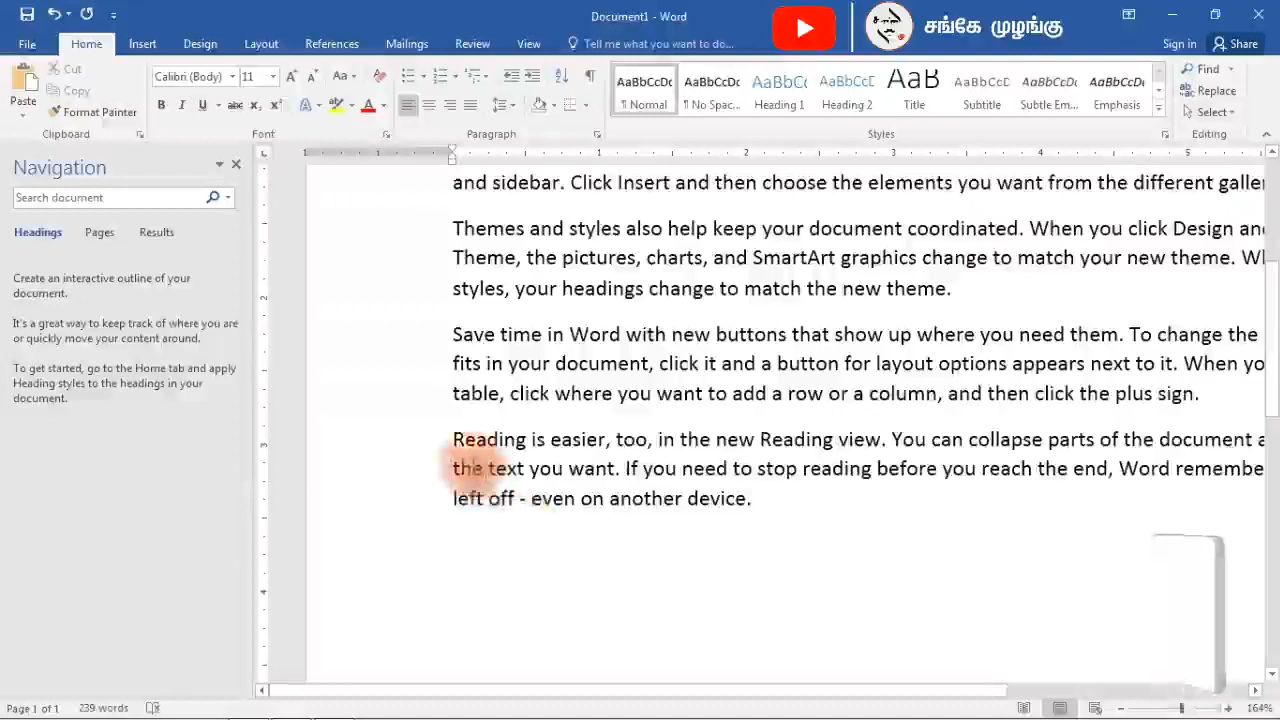 Document1 - Word
சங்கே முழங்கு
File Home Insert Design Layout References Mailings Review View Tell me what you want to do... Sign in Share
Paste Cut Copy Format Painter Clipboard
Calibri (Body) 11 Font
Paragraph
AaBbCcDc ¶ Normal
AaBbCcDc ¶ No Spac...
AaBbCc Heading 1
AaBbCcD Heading 2
AaB Title
AaBbCcD Subtitle
AaBbCcDc Subtle Em...
AaBbCcDc Emphasis
Styles
Find
Replace
Select
Editing
Navigation
Search document
Headings Pages Results
Create an interactive outline of your
document.
It's a great way to keep track of where you are
or quickly move your content around.
To get started, go to the Home tab and apply
Heading styles to the headings in your
document.
and sidebar. Click Insert and then choose the elements you want from the different galler
Themes and styles also help keep your document coordinated. When you click Design an
Theme, the pictures, charts, and SmartArt graphics change to match your new theme. W
styles, your headings change to match the new theme.
Save time in Word with new buttons that show up where you need them. To change the
fits in your document, click it and a button for layout options appears next to it. When yo
table, click where you want to add a row or a column, and then click the plus sign.
Reading is easier, too, in the new Reading view. You can collapse parts of the document a
the text you want. If you need to stop reading before you reach the end, Word remembe
left off - even on another device.
Page 1 of 1 239 words 164%